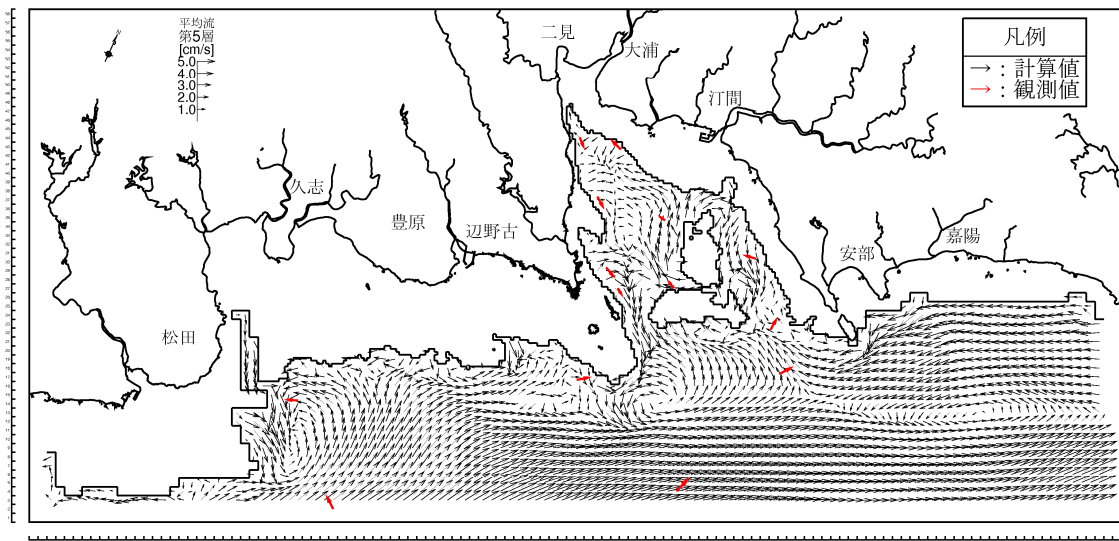 平均流
第5層
[cm/s]
5.0
4.0
3.0
2.0
1.0
二見
大浦
汀間
凡例
→ : 計算値
→ : 観測値
久志
豊原
辺野古
安部
嘉陽
松田